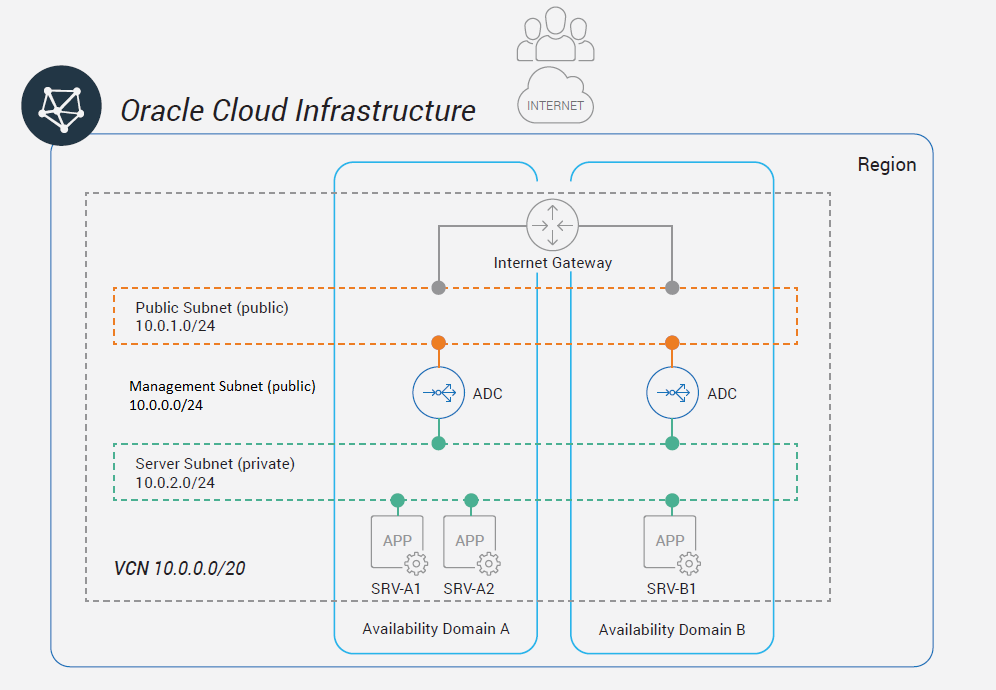 INTERNET
Oracle Cloud Infrastructure
Region
Internet Gateway
Public Subnet (public)
10.0.1.0/24
Management Subnet (public)
10.0.0.0/24
ADC
ADC
Server Subnet (private)
10.0.2.0/24
APP
APP
APP
VCN 10.0.0.0/20
SRV-A1
SRV-A2
SRV-B1
Availability Domain A
Availability Domain B